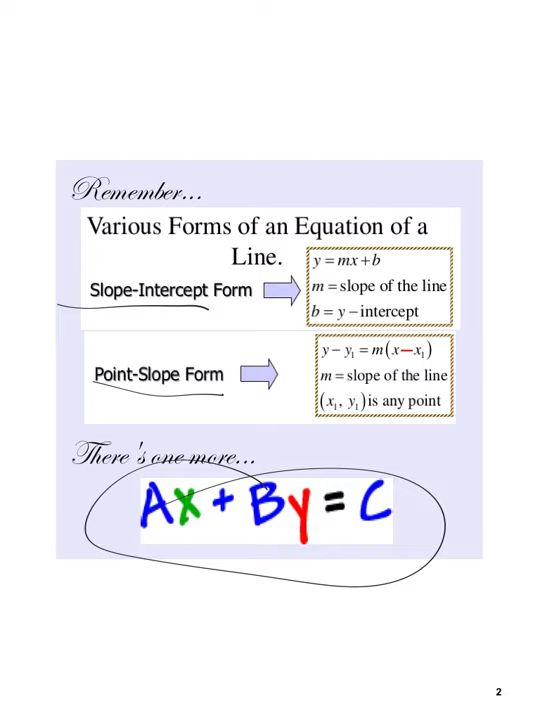 Remember...
Various Forms of an Equation of a
Line.
Slope-Intercept Form
y = mx + b
m = slope of the line
b = y − intercept
Point-Slope Form
y − y₁ = m(x − x₁)
m = slope of the line
(x₁, y₁) is any point
There's one more...
Ax + By = C
2